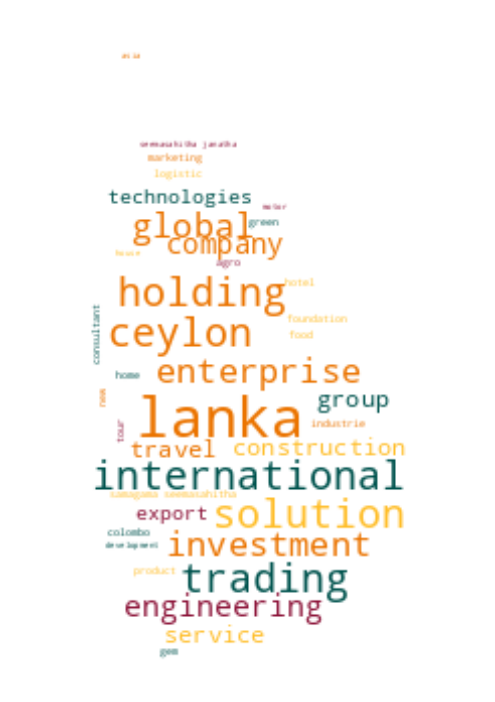 asia
seemasahitha janatha
marketing
logistic
technologies
motor
global
green
company
house
agro
holding
hotel
consultant
foundation
ceylon
food
enterprise
home
new
group
lanka
industrie
tour
travel
construction
international
samagama seemasahitha
export
solution
colombo
development
investment
product
trading
engineering
service
gem